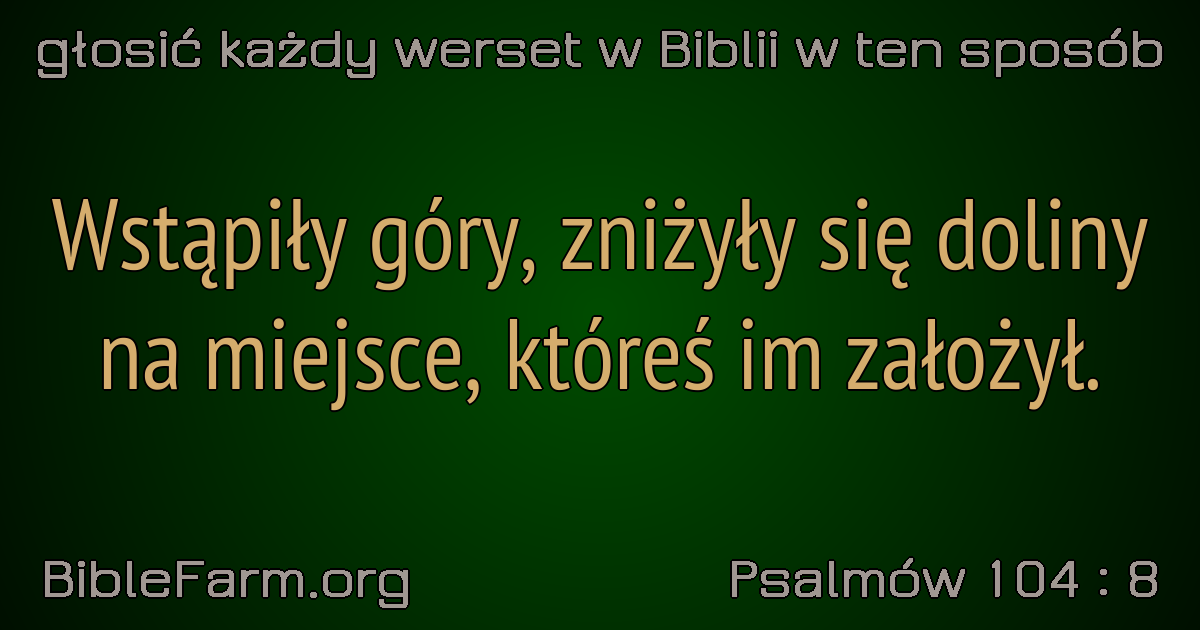 głosić każdy werset w Biblii w ten sposób
Wstąpiły góry, zniżyły się doliny
na miejsce, któreś im założył.
BibleFarm.org
Psalmów 104 : 8